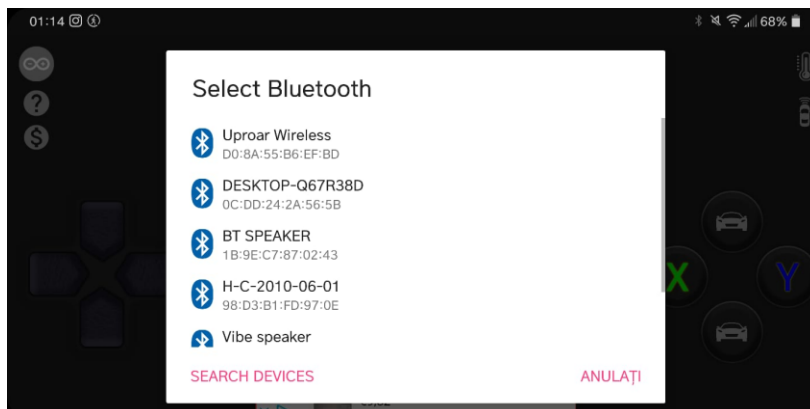 01:14
68%
Select Bluetooth
Uproar Wireless
D0:8A:55:B6:EF:BD
DESKTOP-Q67R38D
0C:DD:24:2A:56:5B
BT SPEAKER
1B:9E:C7:87:02:43
H-C-2010-06-01
98:D3:B1:FD:97:0E
Vibe speaker
SEARCH DEVICES
ANULAȚI
X
Y